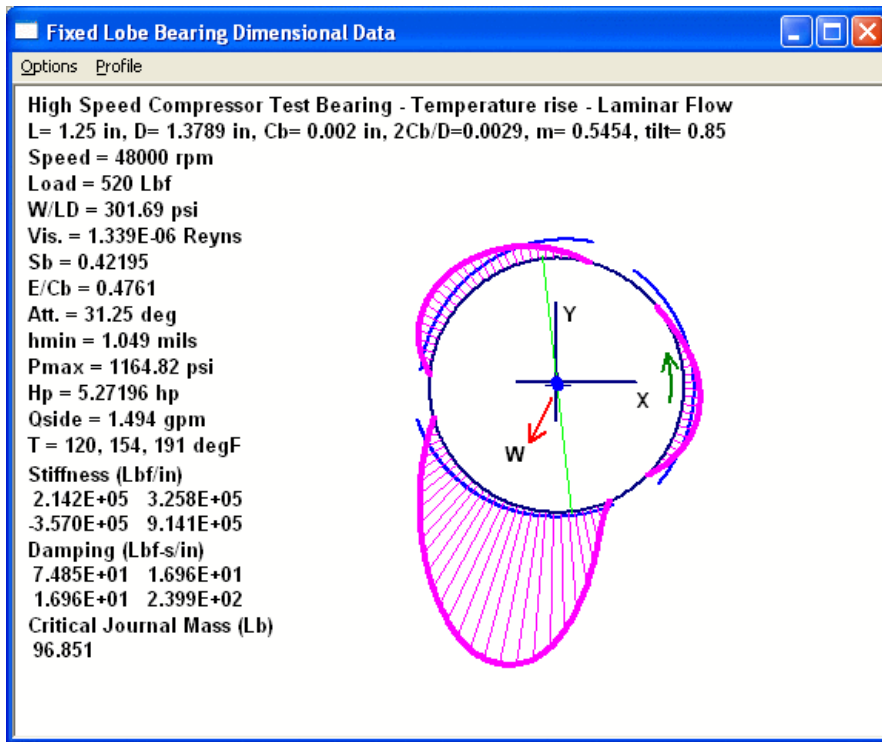 Fixed Lobe Bearing Dimensional Data
Options Profile
High Speed Compressor Test Bearing - Temperature rise - Laminar Flow
L= 1.25 in, D= 1.3789 in, Cb= 0.002 in, 2Cb/D=0.0029, m= 0.5454, tilt= 0.85
Speed = 48000 rpm
Load = 520 Lbf
W/LD = 301.69 psi
Vis. = 1.339E-06 Reyns
Sb = 0.42195
E/Cb = 0.4761
Att. = 31.25 deg
hmin = 1.049 mils
Pmax = 1164.82 psi
Hp = 5.27196 hp
Qside = 1.494 gpm
T = 120, 154, 191 degF
Stiffness (Lbf/in)
2.142E+05 3.258E+05
-3.570E+05 9.141E+05
Damping (Lbf-s/in)
7.485E+01 1.696E+01
1.696E+01 2.399E+02
Critical Journal Mass (Lb)
96.851
Y
X
W